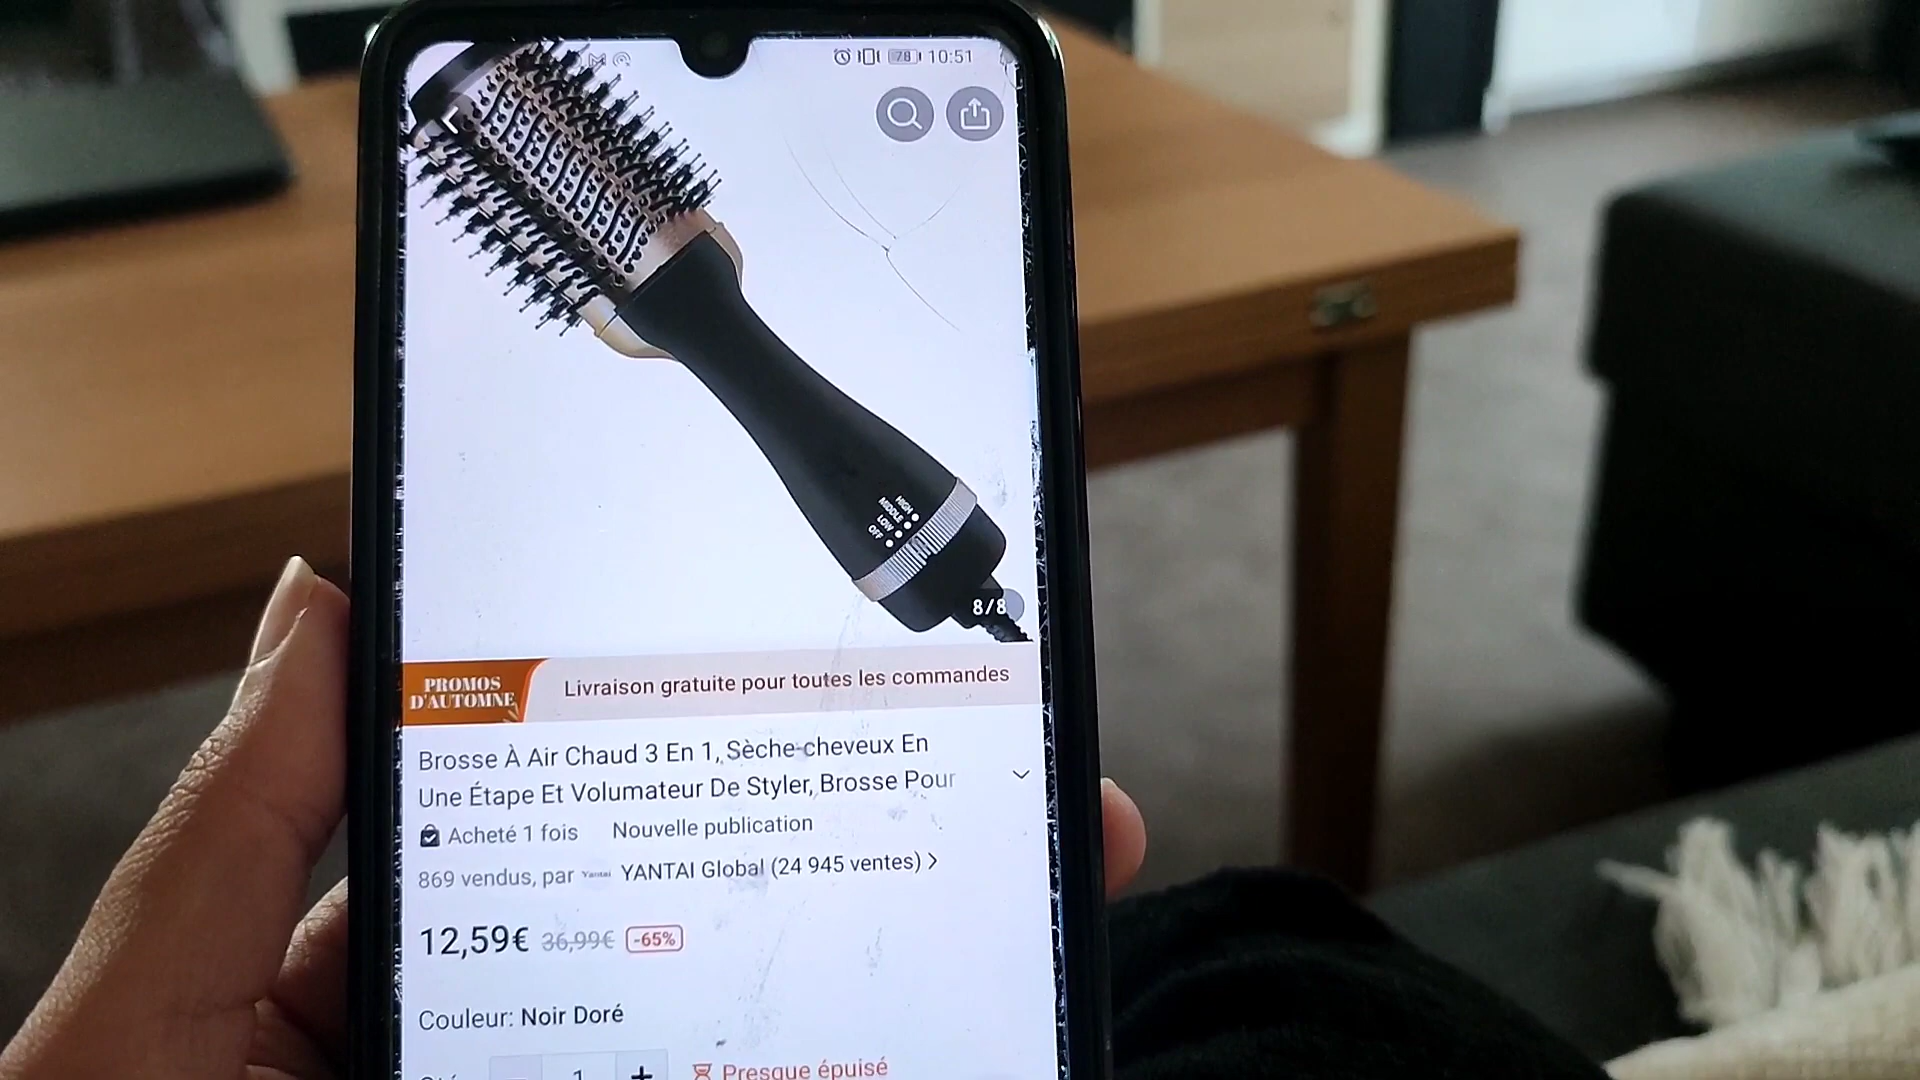 78 10:51
HIGH
MIDDLE
LOW
OFF
8/8
PROMOS
D'AUTOMNE
Livraison gratuite pour toutes les commandes
Brosse À Air Chaud 3 En 1, Sèche-cheveux En
Une Étape Et Volumateur De Styler, Brosse Pour
Acheté 1 fois Nouvelle publication
869 vendus, par Yantai YANTAI Global (24 945 ventes) >
12,59€ 36,99€ -65%
Couleur: Noir Doré
1 + Presque épuisé